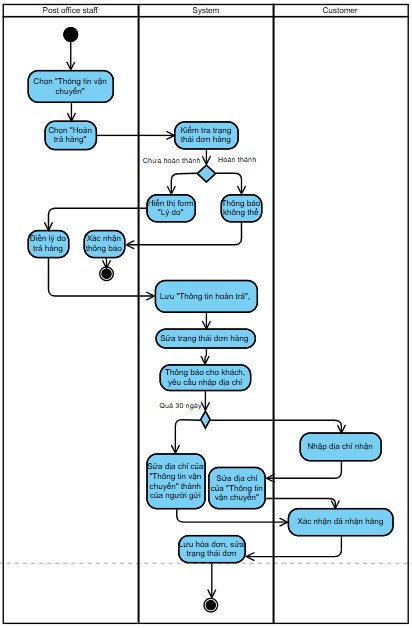 Post office staff
System
Customer
Chọn "Thông tin vận
chuyển"
Chọn "Hoàn
trả hàng"
Kiểm tra trạng
thái đơn hàng
Chưa hoàn thành
Hoàn thành
Hiển thị form
"Lý do"
Thông báo
không thể
Điền lý do
trả hàng
Xác nhận
thông báo
Lưu "Thông tin hoàn trả",
Sửa trạng thái đơn hàng
Thông báo cho khách,
yêu cầu nhập địa chỉ
Quá 30 ngày
Nhập địa chỉ nhận
Sửa địa chỉ của
"Thông tin vận
chuyển" thành
của người gửi
Sửa địa chỉ
của "Thông tin
vận chuyển"
Xác nhận đã nhận hàng
Lưu hóa đơn, sửa
trạng thái đơn